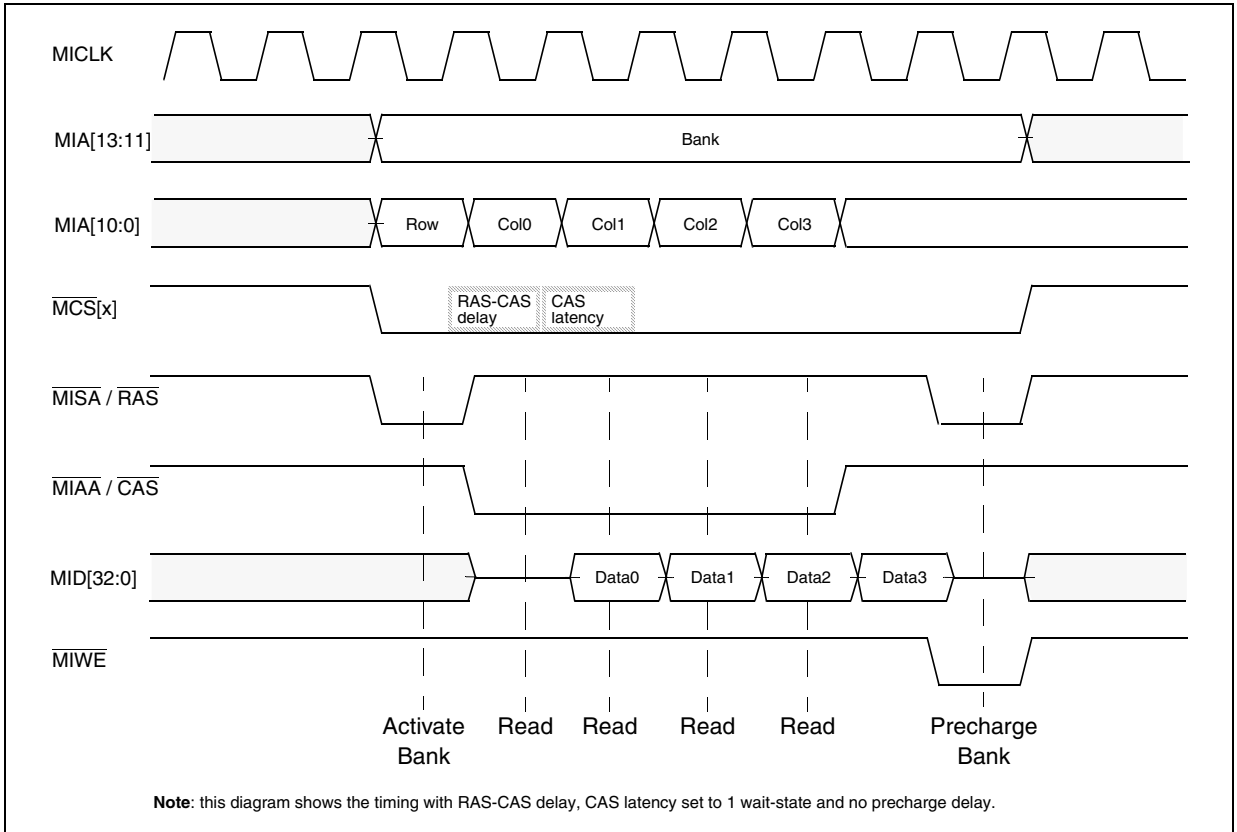 MICLK
MIA[13:11]
Bank
MIA[10:0]
Row Col0 Col1 Col2 Col3
MCS[x]
RAS-CAS
delay
CAS
latency
MISA / RAS
MIAA / CAS
MID[32:0]
Data0 Data1 Data2 Data3
MIWE
Activate
Bank
Read Read Read Read
Precharge
Bank
Note: this diagram shows the timing with RAS-CAS delay, CAS latency set to 1 wait-state and no precharge delay.